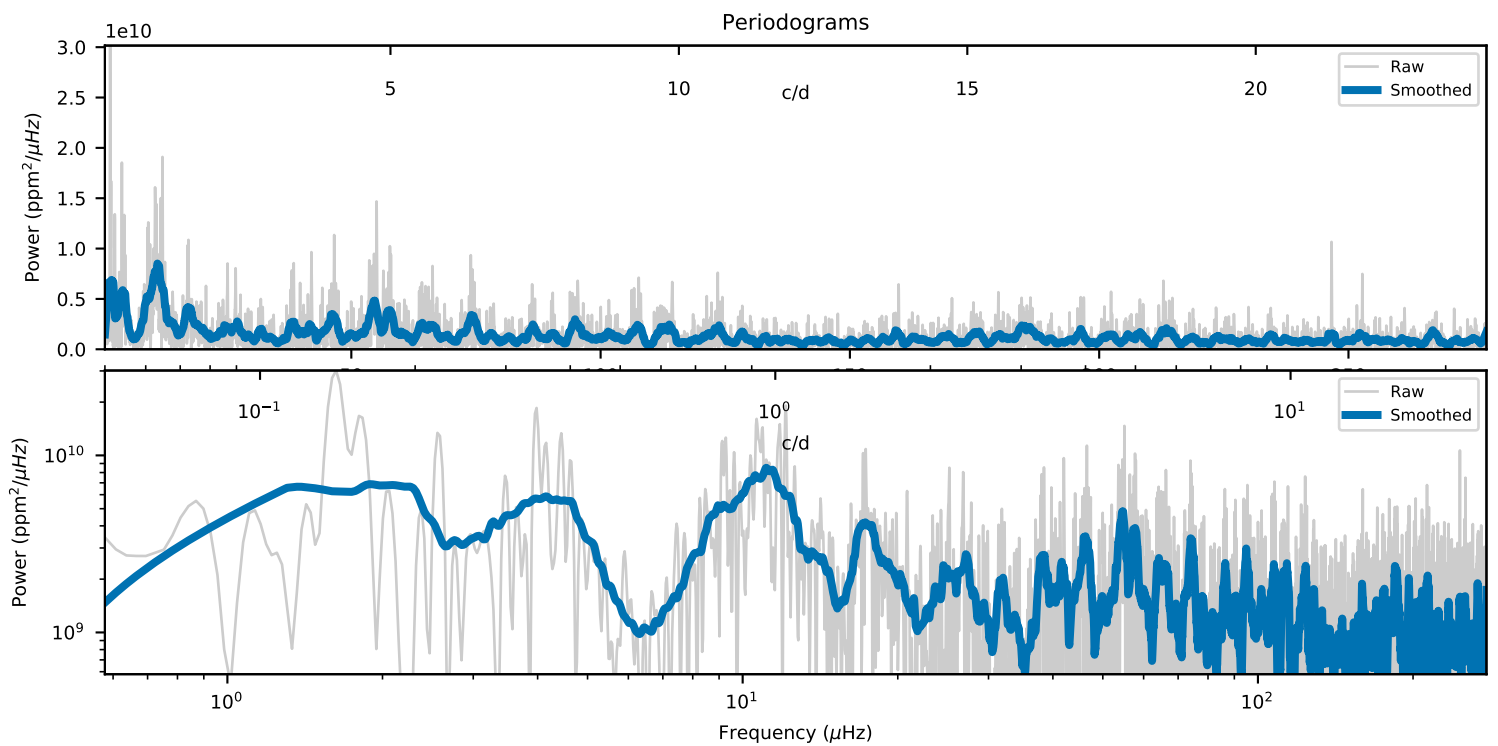 Periodograms
1e10
3.0
2.5
2.0
1.5
1.0
0.5
0.0
Power (ppm²/μHz)
5
10
15
20
c/d
Raw
Smoothed
10⁻¹
10⁰
10¹
c/d
Raw
Smoothed
10¹⁰
10⁹
Power (ppm²/μHz)
10⁰
10¹
10²
Frequency (μHz)